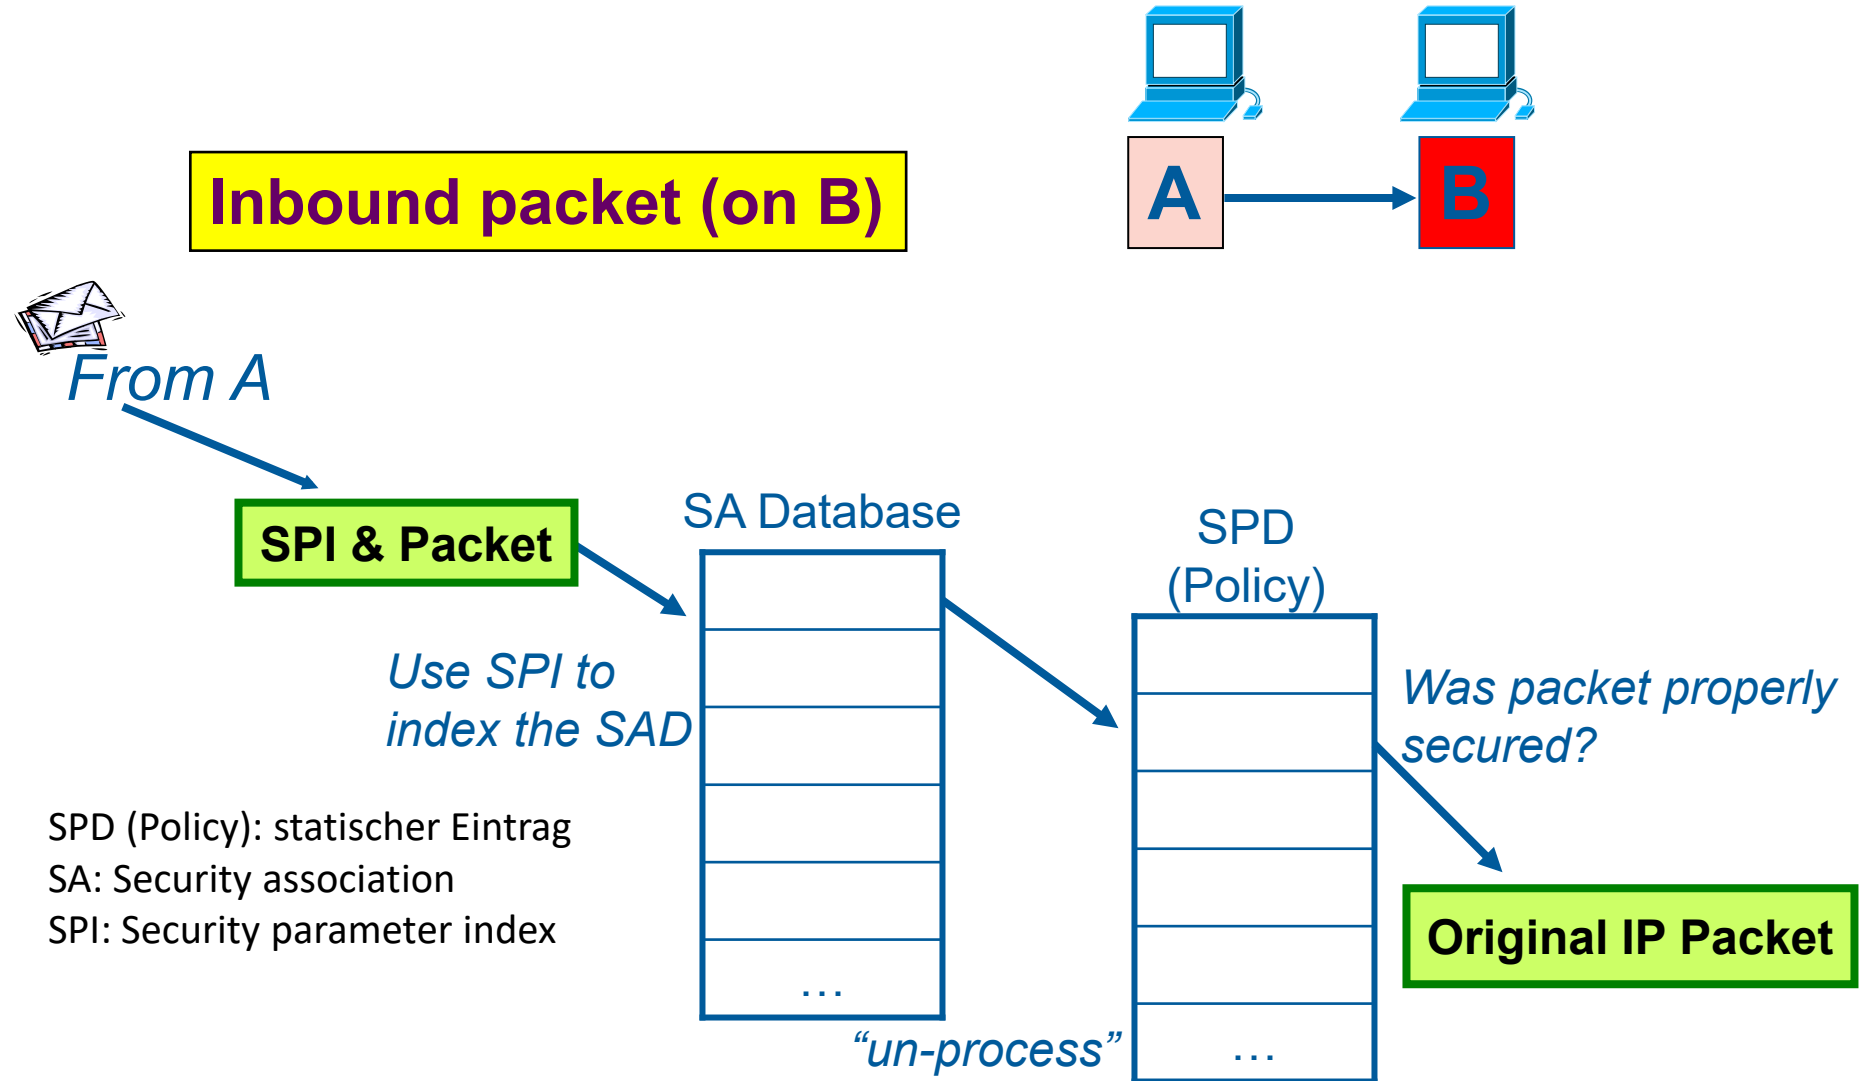 Inbound packet (on B)
A
B
From A
SPI & Packet
SA Database
SPD
(Policy)
Use SPI to
index the SAD
Was packet properly
secured?
SPD (Policy): statischer Eintrag
SA: Security association
SPI: Security parameter index
Original IP Packet
...
“un-process”
...